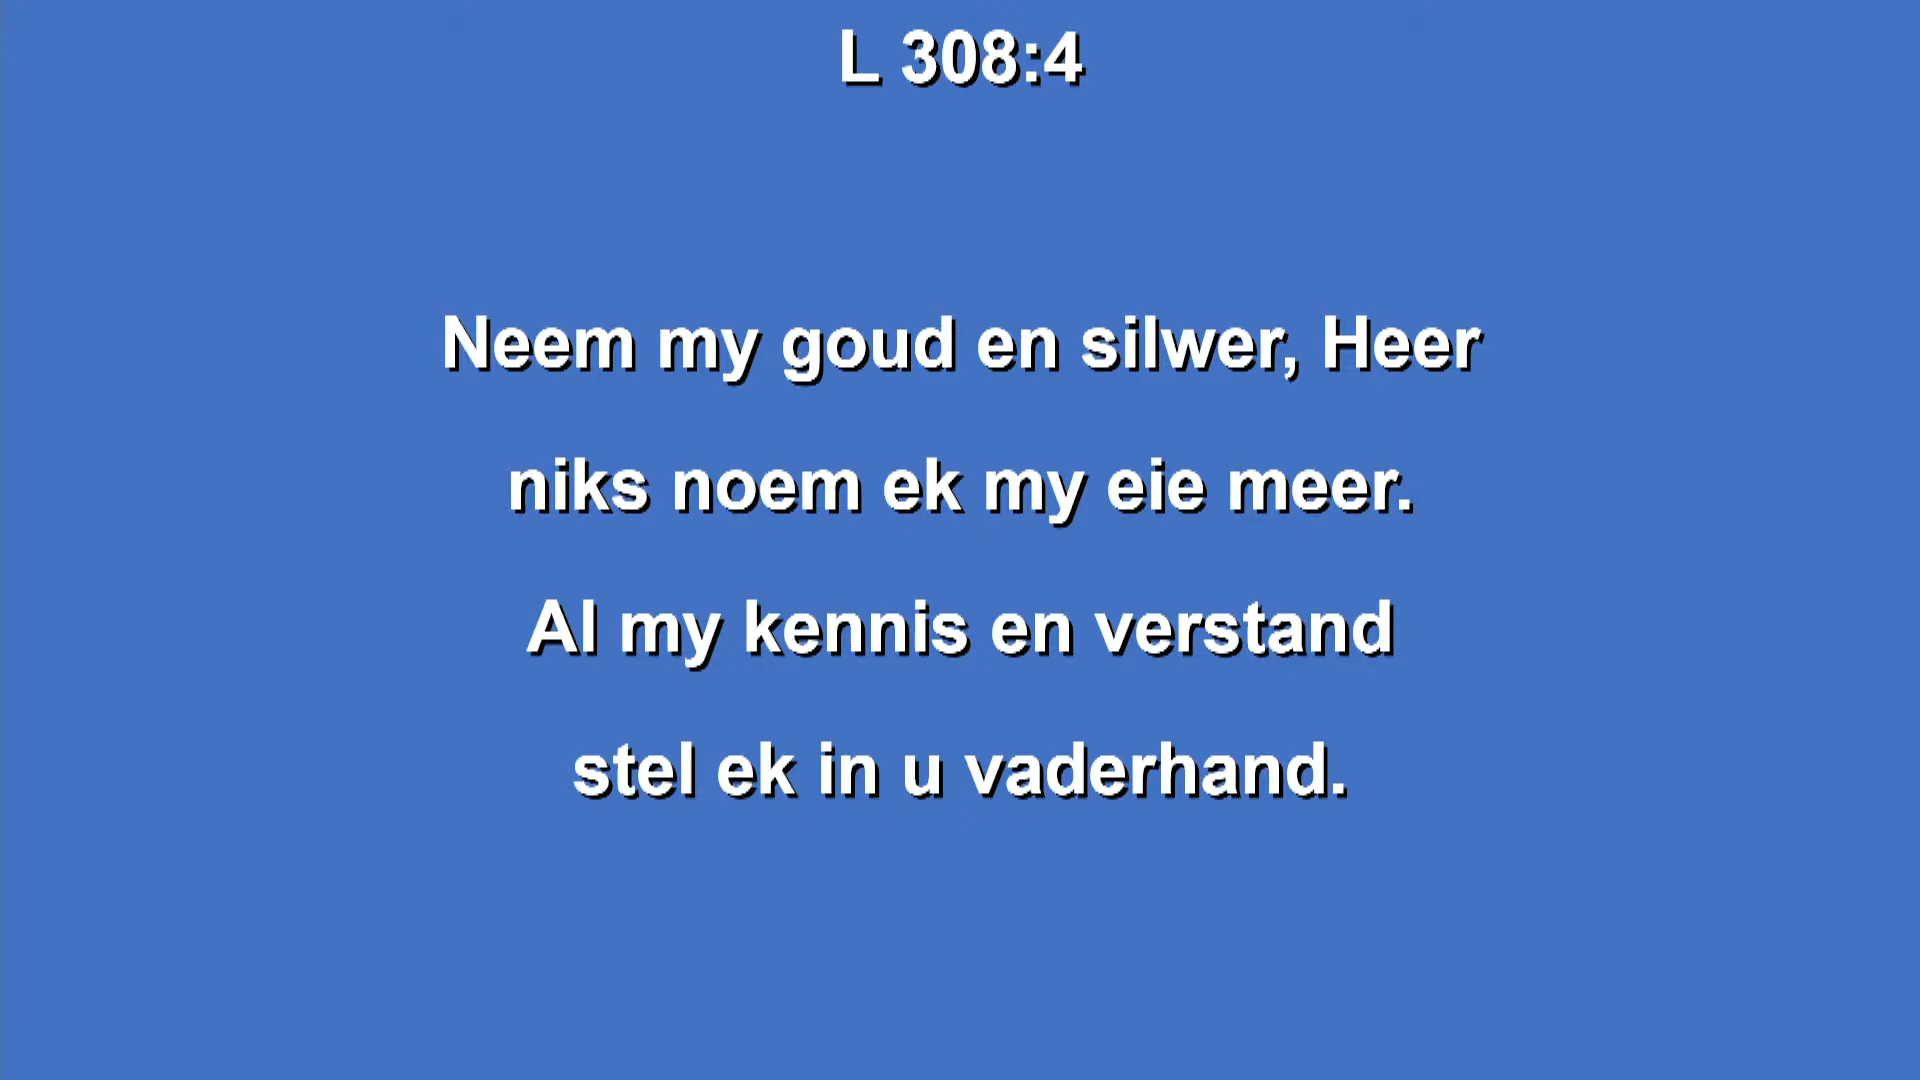 L 308:4
Neem my goud en silwer, Heer
niks noem ek my eie meer.
Al my kennis en verstand
stel ek in u vaderhand.